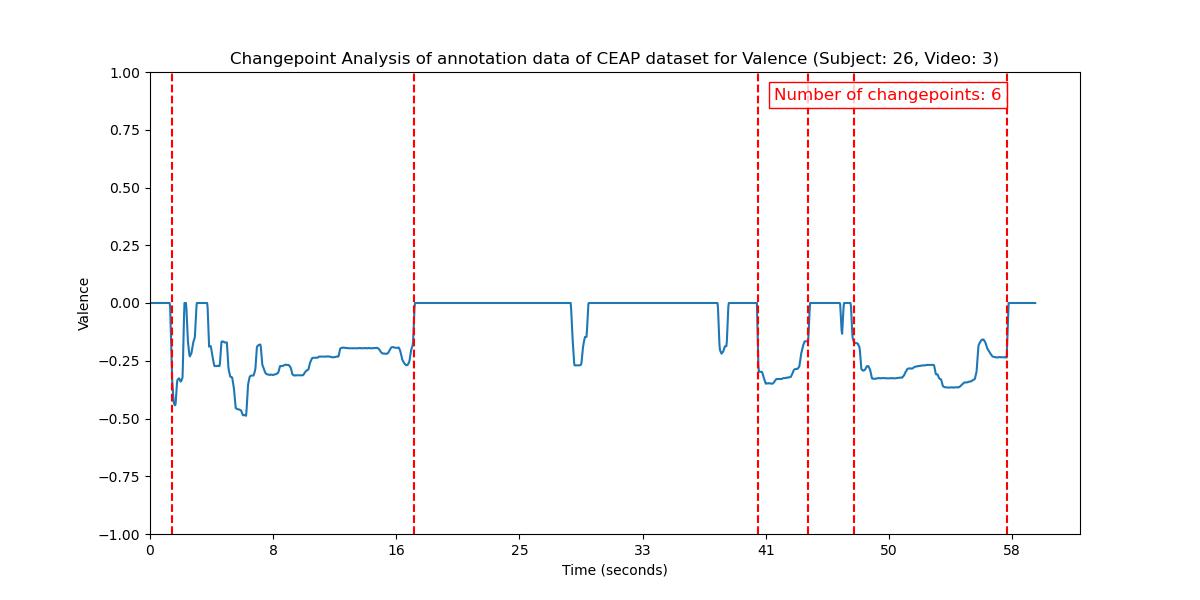 Changepoint Analysis of annotation data of CEAP dataset for Valence (Subject: 26, Video: 3)
Number of changepoints: 6
1.00
0.75
0.50
0.25
0.00
−0.25
−0.50
−0.75
−1.00
Valence
0 8 16 25 33 41 50 58
Time (seconds)